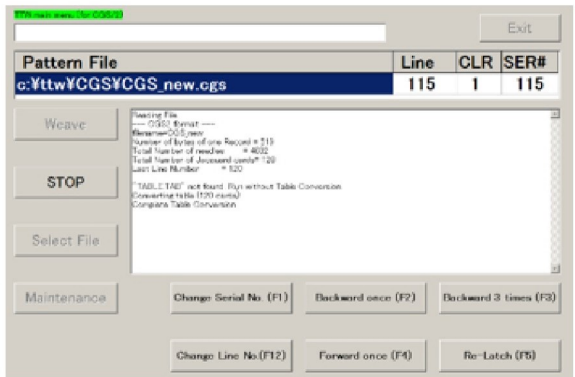 TTW main menu (for CGS/2)
Exit
Pattern File Line CLR SER#
c:¥ttw¥CGS¥CGS_new.cgs 115 1 115
Weave
Reading File
---- CGS2 format ----
filename=CGS_new
Number of bytes of one Record = 513
Total Number of needles = 4032
Total Number of Jacquard cards= 120
Last Line Number = 120
"TABLE.TAB" not found. Run without Table Conversion
Converting table (120 cards)
Complete Table Conversion
STOP
Select File
Maintenance
Change Serial No. (F1) Backward once (F2) Backward 3 times (F3)
Change Line No.(F12) Forward once (F4) Re-Latch (F5)